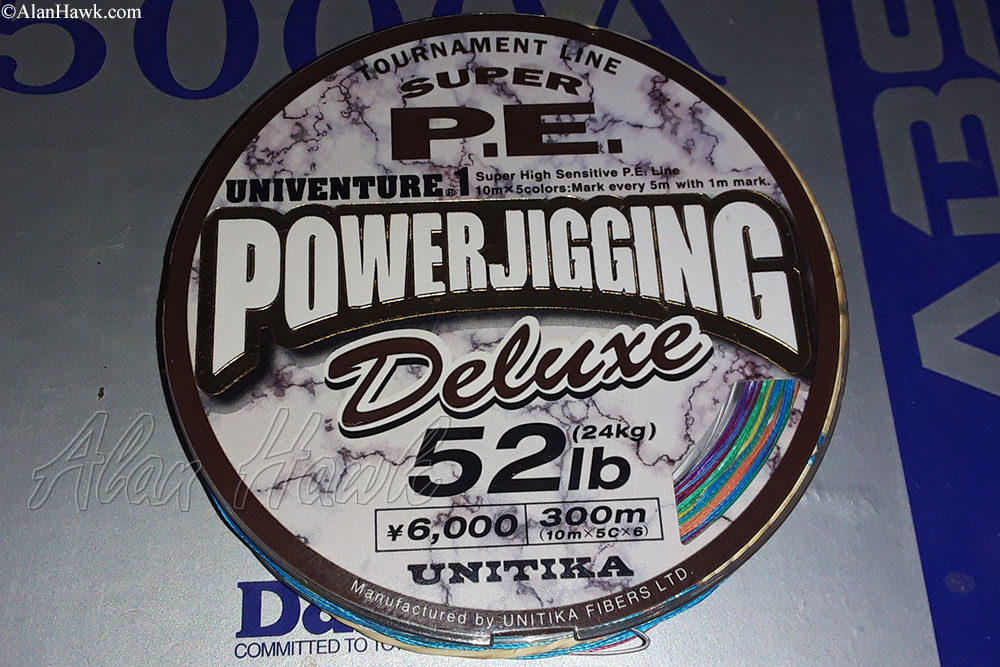 ©AlanHawk.com
5000A
ABS
TOURNAMENT LINE
SUPER
P.E.
UNIVENTURE® 1
Super High Sensitive P.E. Line
10m×5colors:Mark every 5m with 1m mark.
POWERJIGGING
Deluxe
52lb
(24kg)
¥6,000
300m
(10m×5C×6)
UNITIKA
Manufactured by UNITIKA FIBERS LTD.
Alan Hawk
COMMITTED TO